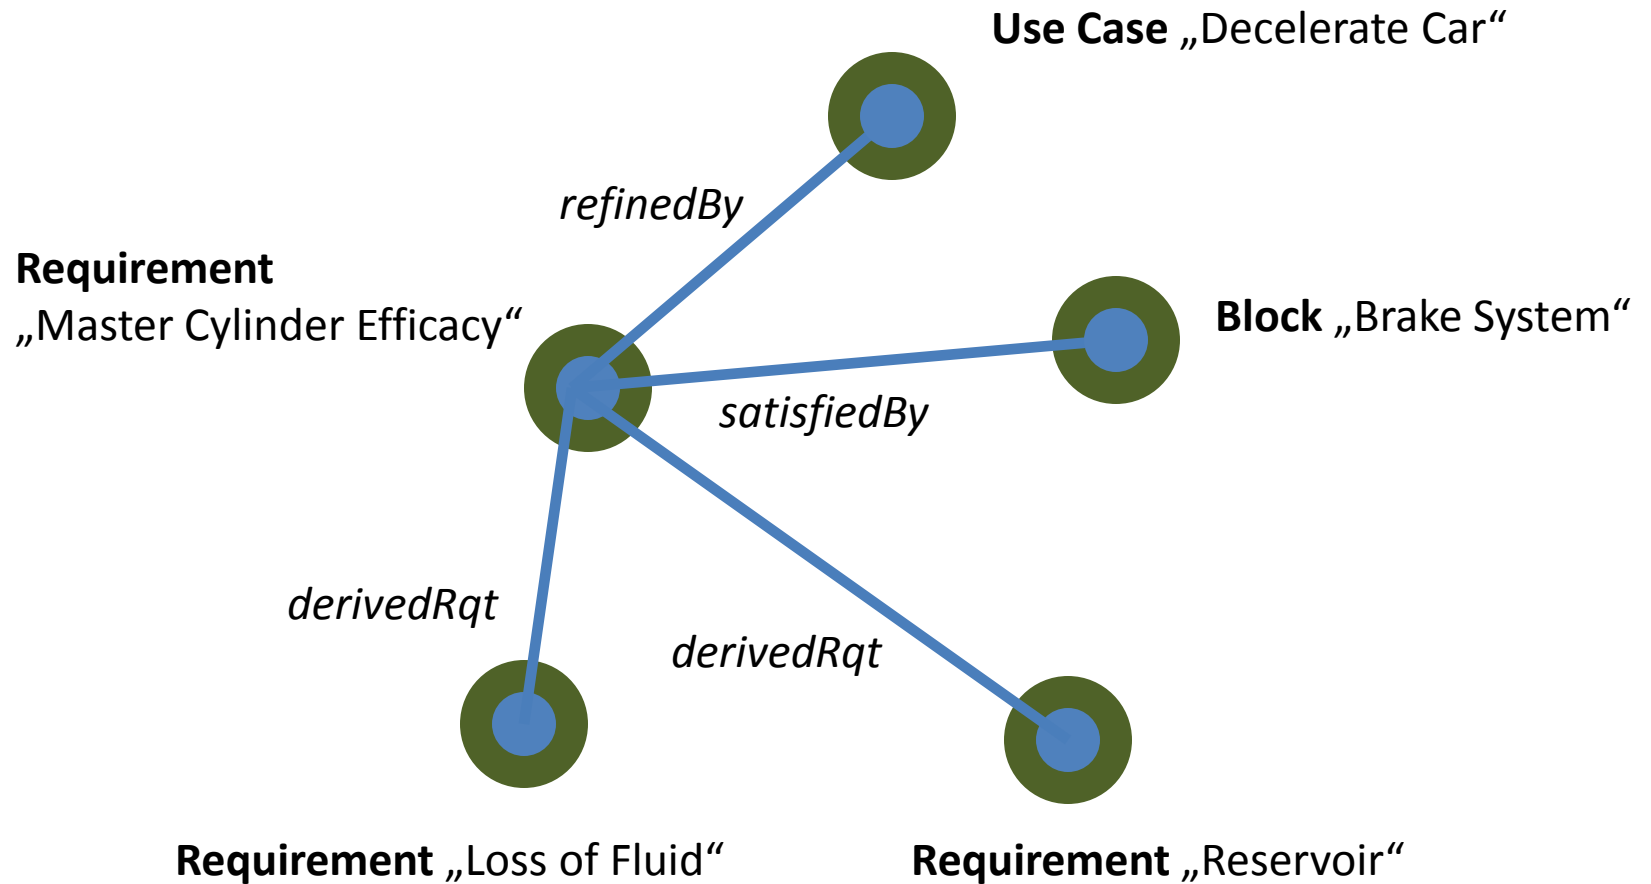 Use Case „Decelerate Car“
refinedBy
Requirement
„Master Cylinder Efficacy“
Block „Brake System“
satisfiedBy
derivedRqt
derivedRqt
Requirement „Loss of Fluid“
Requirement „Reservoir“